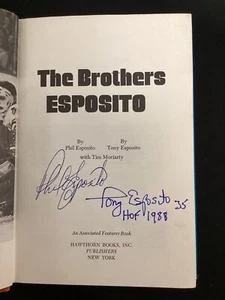 The Brothers
ESPOSITO
By By
Phil Esposito Tony Esposito
with Tim Moriarty
Phil Esposito
Tony Esposito 35
HOF 1988
An Associated Features Book
HAWTHORN BOOKS, INC.
PUBLISHERS
NEW YORK